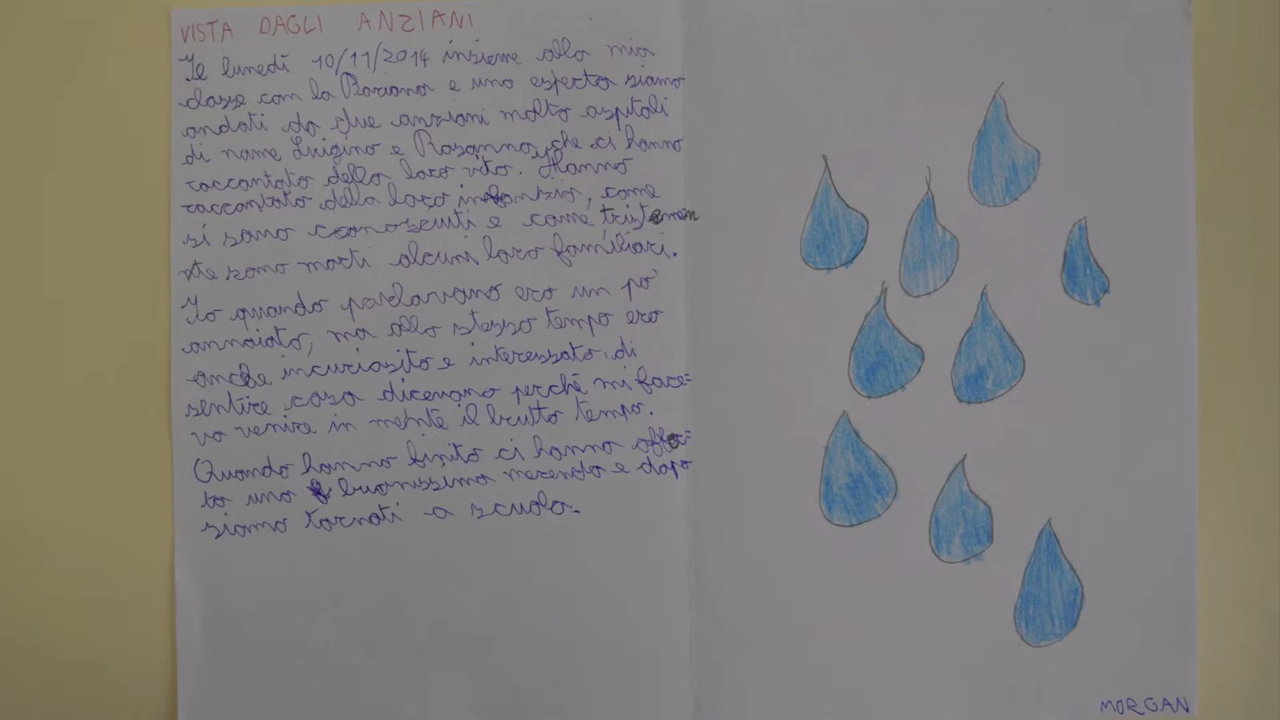 VISTA DAGLI ANZIANI
Il lunedì 10/11/2014 insieme alla mia
classe con la Romana e uno esperta siamo
andati da due anziani molto ospitali
di nome Luigino e Rosanna, che ci hanno
raccontato della loro vita. Hanno
raccontato della loro infanzia, come
si sono conosciuti e come tristemen
te sono morti alcuni loro familiari.
Io quando parlavano ero un po'
annoiato, ma allo stesso tempo ero
anche incuriosito e interessato di
sentire cosa dicevano perché mi face=
va venire in mente il brutto tempo.
Quando hanno finito ci hanno offer-
to una buonissima merenda e dopo
siamo tornati a scuola.
MORGAN